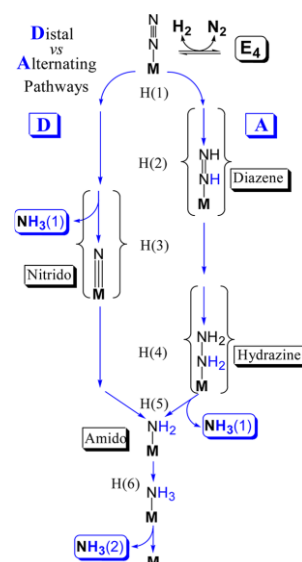 N≡N
M
H2 N2
E4
Distal
vs
Alternating
Pathways
D
A
H(1)
H(2)
NH
NH
M
Diazene
NH3(1)
H(3)
N
M
Nitrido
H(4)
NH2
NH2
M
Hydrazine
H(5)
NH3(1)
NH2
M
Amido
H(6)
NH3
M
NH3(2)
M